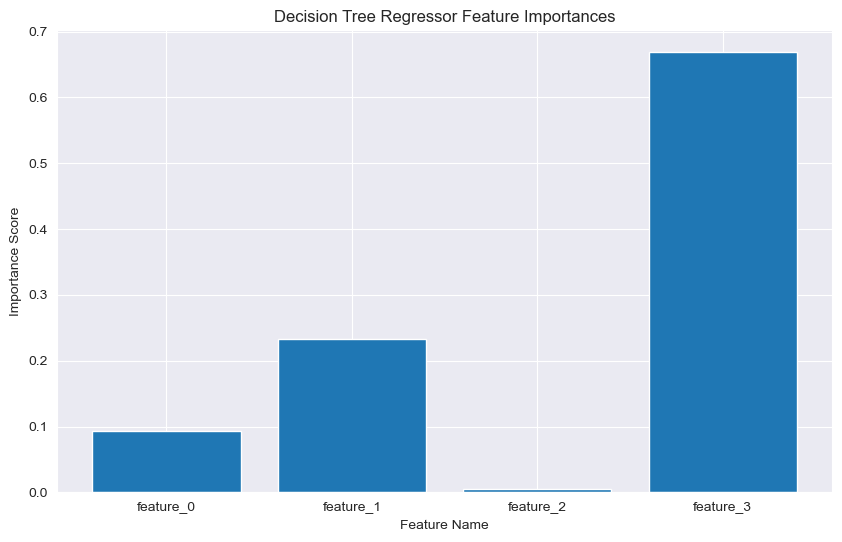 Decision Tree Regressor Feature Importances
0.7
0.6
0.5
0.4
0.3
0.2
0.1
0.0
Importance Score
feature_0 feature_1 feature_2 feature_3
Feature Name